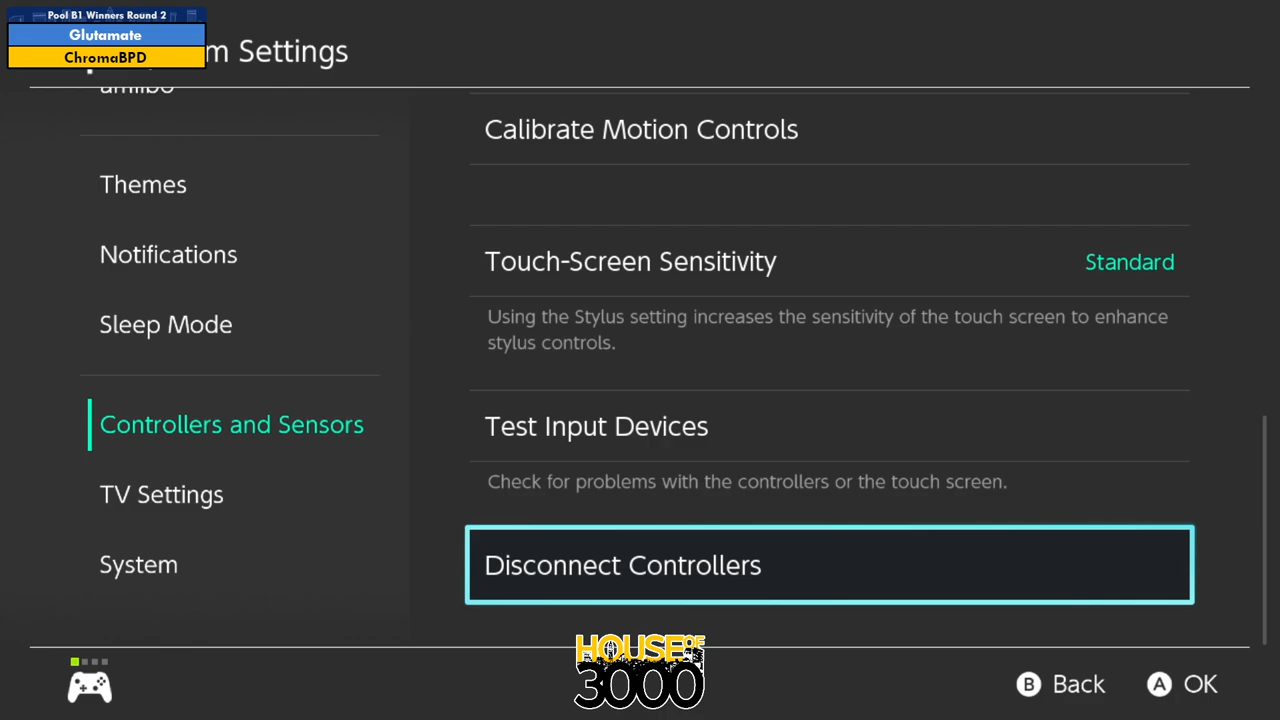 Pool B1 Winners Round 2
Glutamate
ChromaBPD
m Settings
amiibo
Themes
Notifications
Sleep Mode
Controllers and Sensors
TV Settings
System
Calibrate Motion Controls
Touch-Screen Sensitivity Standard
Using the Stylus setting increases the sensitivity of the touch screen to enhance
stylus controls.
Test Input Devices
Check for problems with the controllers or the touch screen.
Disconnect Controllers
HOUSE OF
3000
B Back A OK